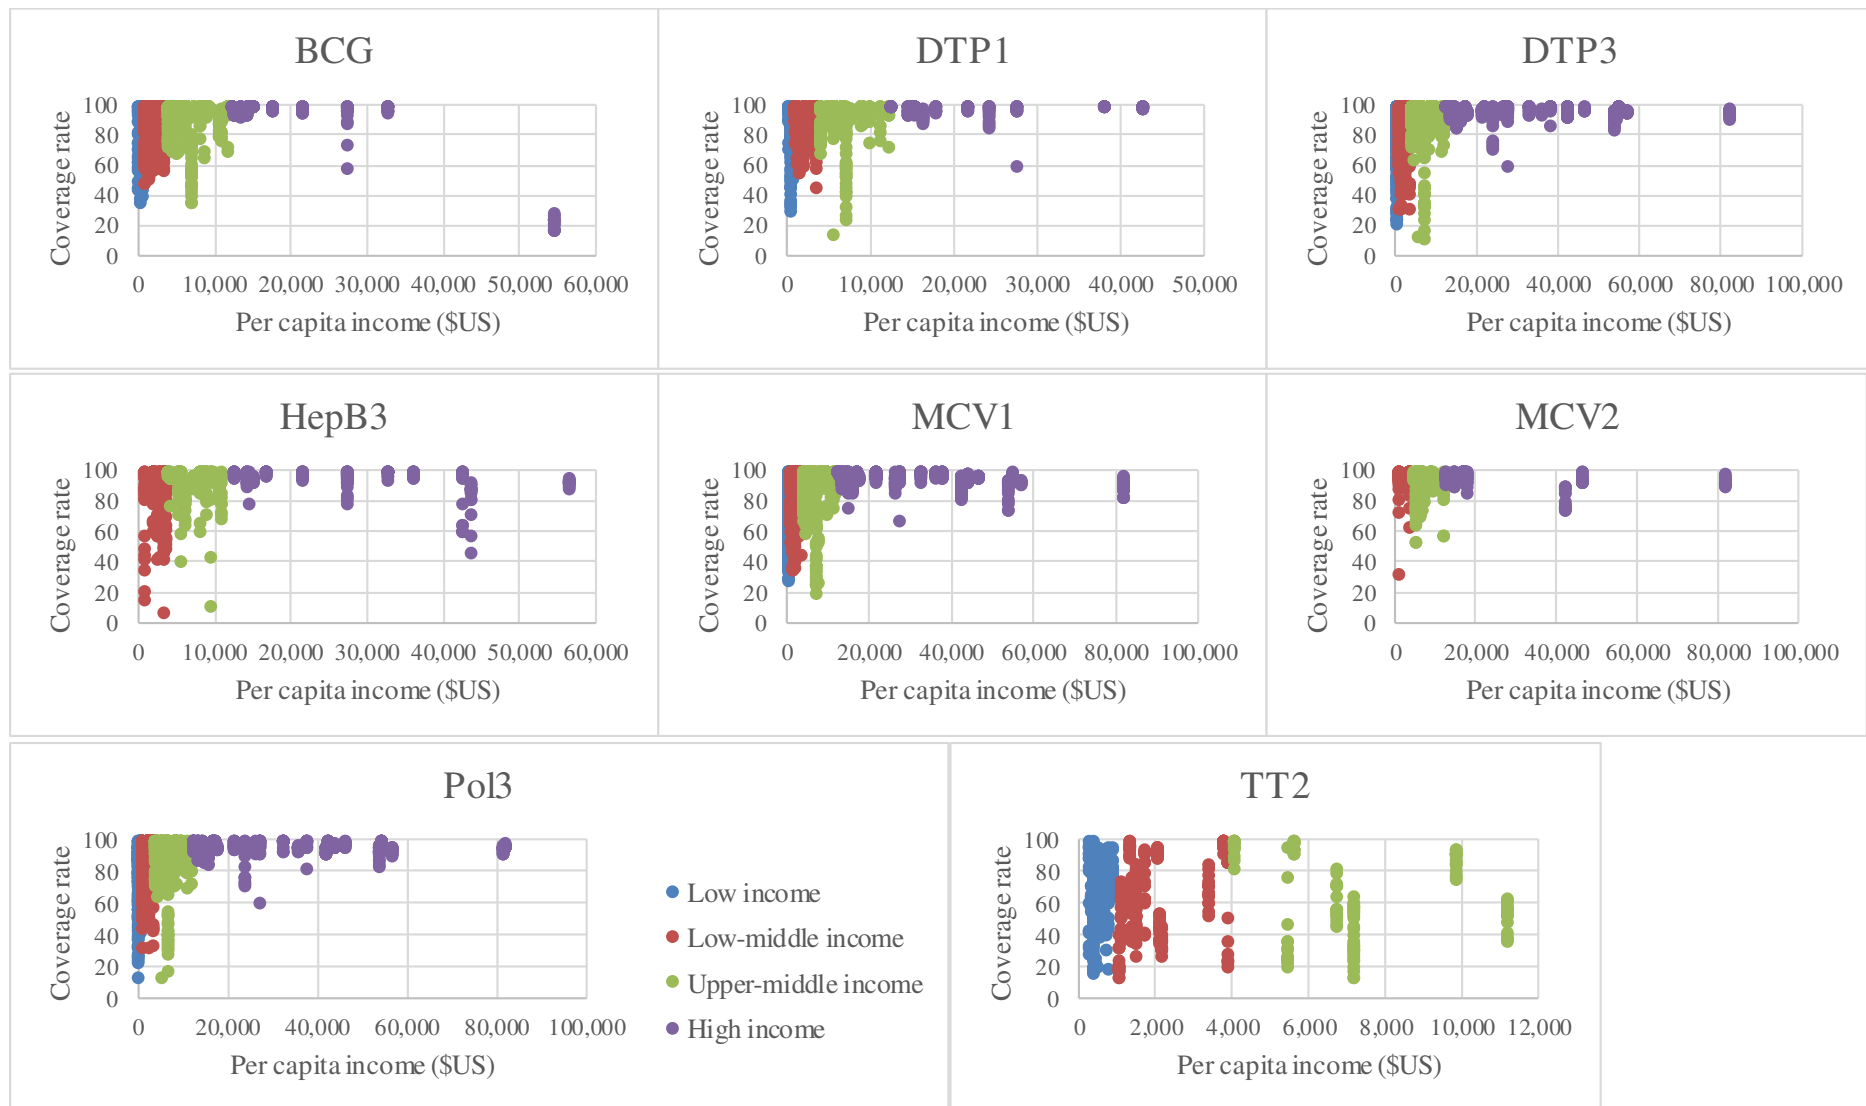 BCG
100
80
60
40
20
0
Coverage rate
0 10,000 20,000 30,000 40,000 50,000 60,000
Per capita income ($US)
DTP1
100
80
60
40
20
0
Coverage rate
0 10,000 20,000 30,000 40,000 50,000
Per capita income ($US)
DTP3
100
80
60
40
20
0
Coverage rate
0 20,000 40,000 60,000 80,000 100,000
Per capita income ($US)
HepB3
100
80
60
40
20
0
Coverage rate
0 10,000 20,000 30,000 40,000 50,000 60,000
Per capita income ($US)
MCV1
100
80
60
40
20
0
Coverage rate
0 20,000 40,000 60,000 80,000 100,000
Per capita income ($US)
MCV2
100
80
60
40
20
0
Coverage rate
0 20,000 40,000 60,000 80,000 100,000
Per capita income ($US)
Pol3
100
80
60
40
20
0
Coverage rate
0 20,000 40,000 60,000 80,000 100,000
Per capita income ($US)
Low income
Low-middle income
Upper-middle income
High income
TT2
100
80
60
40
20
0
Coverage rate
0 2,000 4,000 6,000 8,000 10,000 12,000
Per capita income ($US)